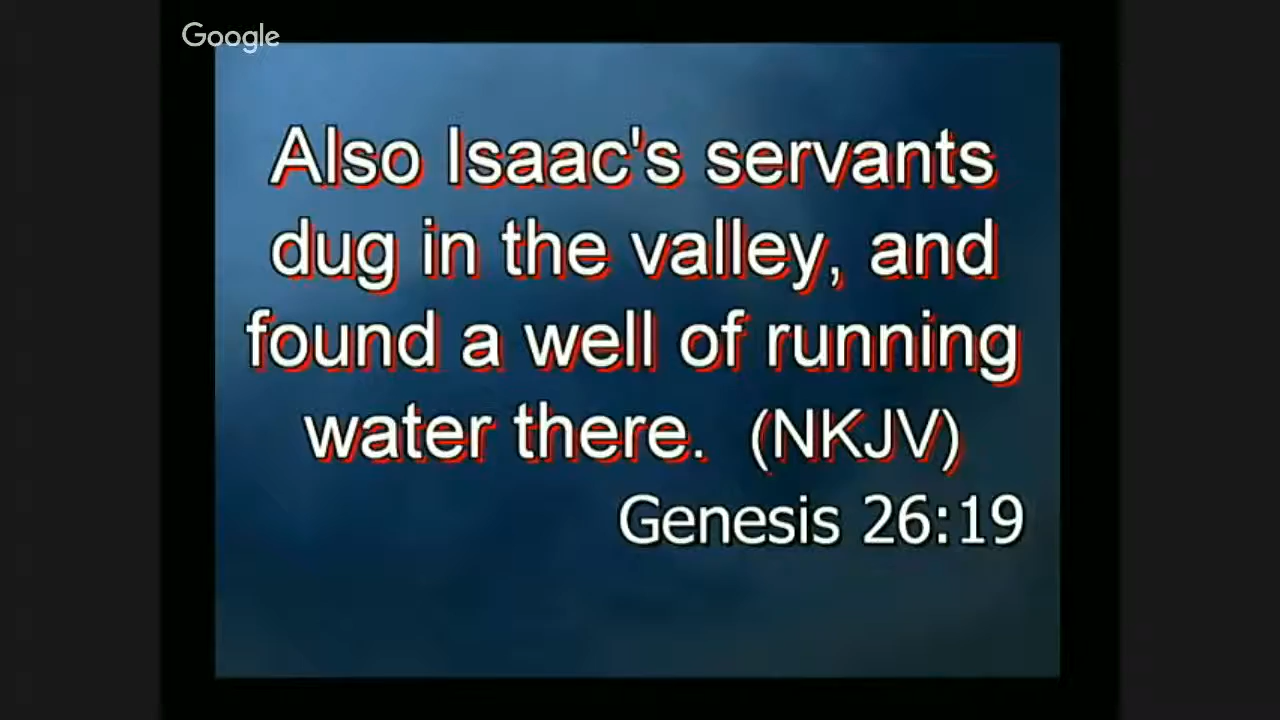 Google
Also Isaac's servants
dug in the valley, and
found a well of running
water there. (NKJV)
Genesis 26:19